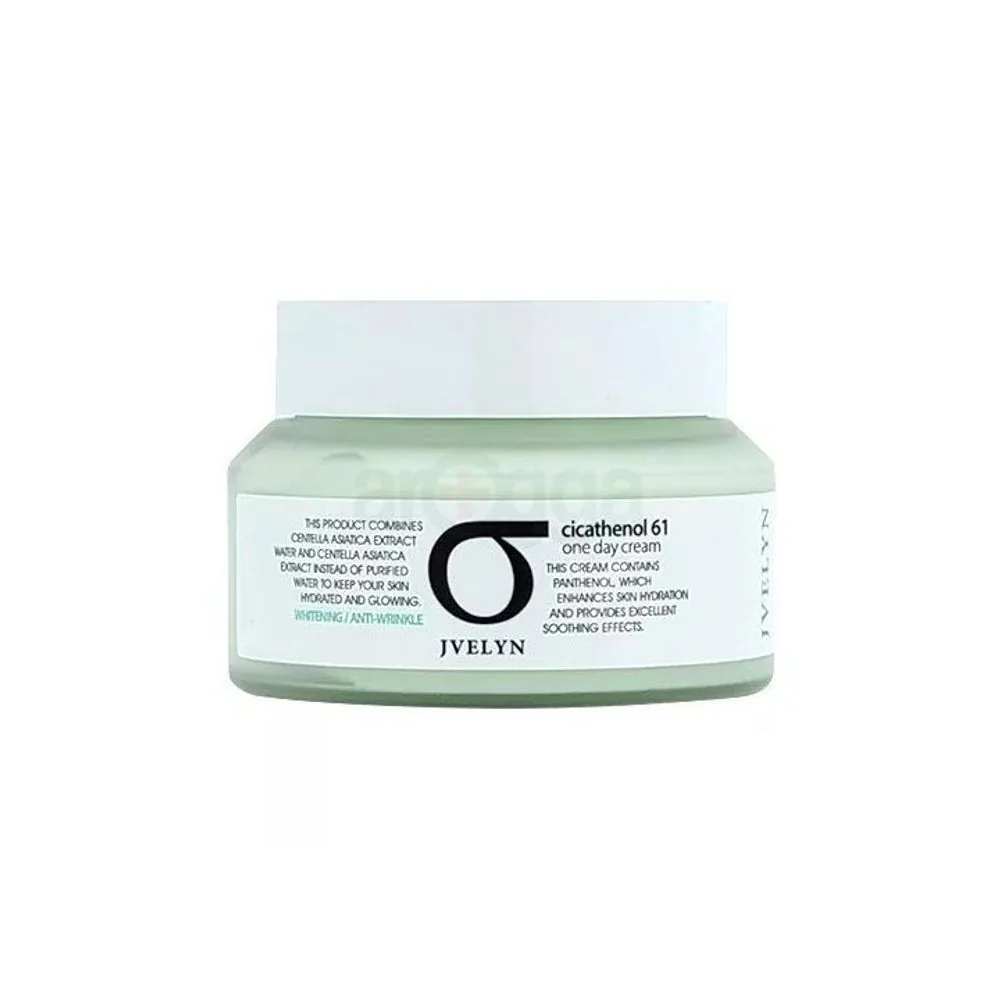 arogga
THIS PRODUCT COMBINES
CENTELLA ASIATICA EXTRACT
WATER AND CENTELLA ASIATICA
EXTRACT INSTEAD OF PURIFIED
WATER TO KEEP YOUR SKIN
HYDRATED AND GLOWING.
WHITENING / ANTI-WRINKLE
σ
JVELYN
cicathenol 61
one day cream
THIS CREAM CONTAINS
PANTHENOL, WHICH
ENHANCES SKIN HYDRATION
AND PROVIDES EXCELLENT
SOOTHING EFFECTS.
JVELYN